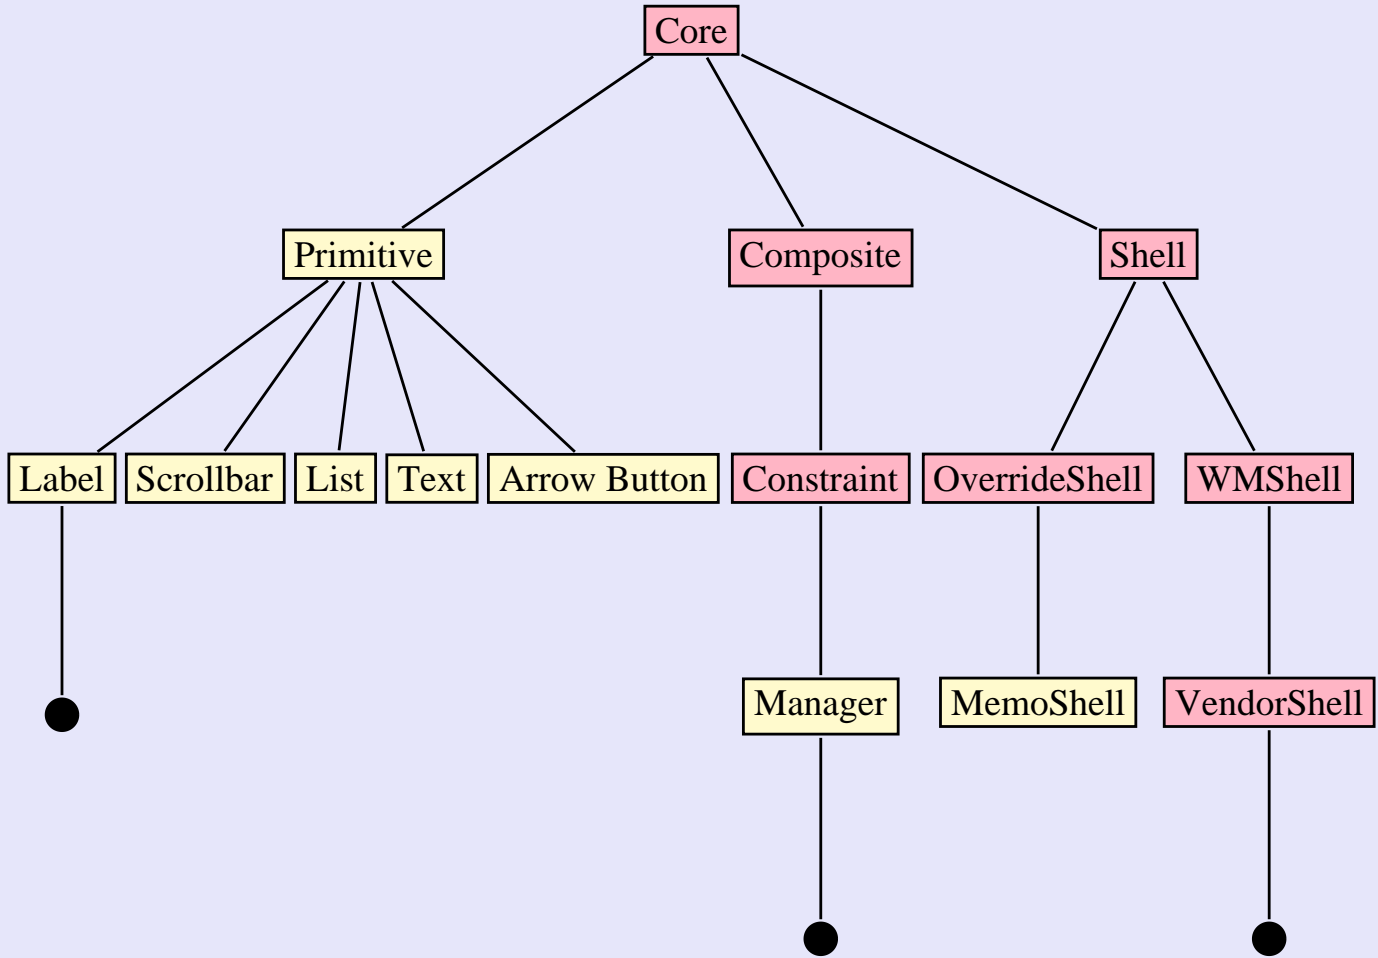 Core
Primitive
Composite
Shell
Label
Scrollbar
List
Text
Arrow Button
Constraint
OverrideShell
WMShell
Manager
MemoShell
VendorShell